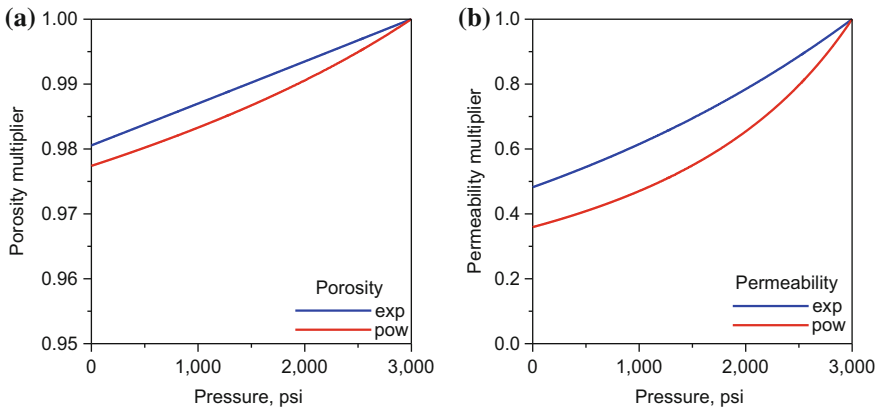 (a)
1.00
0.99
0.98
0.97
0.96
0.95
Porosity multiplier
Porosity
exp
pow
0
1,000
2,000
3,000
Pressure, psi
(b)
1.0
0.8
0.6
0.4
0.2
0.0
Permeability multiplier
Permeability
exp
pow
0
1,000
2,000
3,000
Pressure, psi